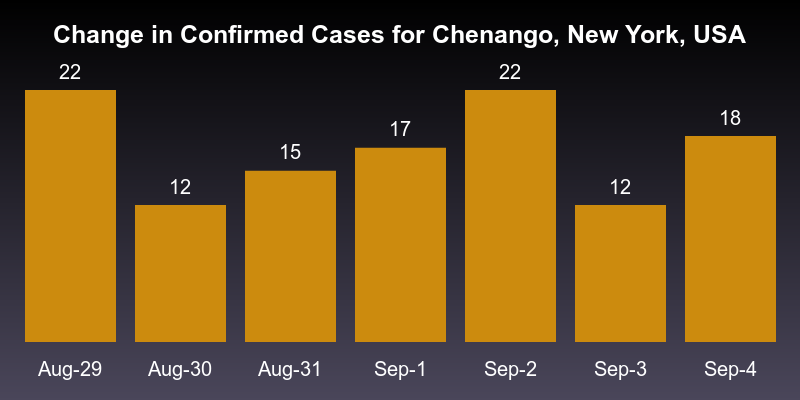 Change in Confirmed Cases for Chenango, New York, USA
22 12 15 17 22 12 18
Aug-29 Aug-30 Aug-31 Sep-1 Sep-2 Sep-3 Sep-4